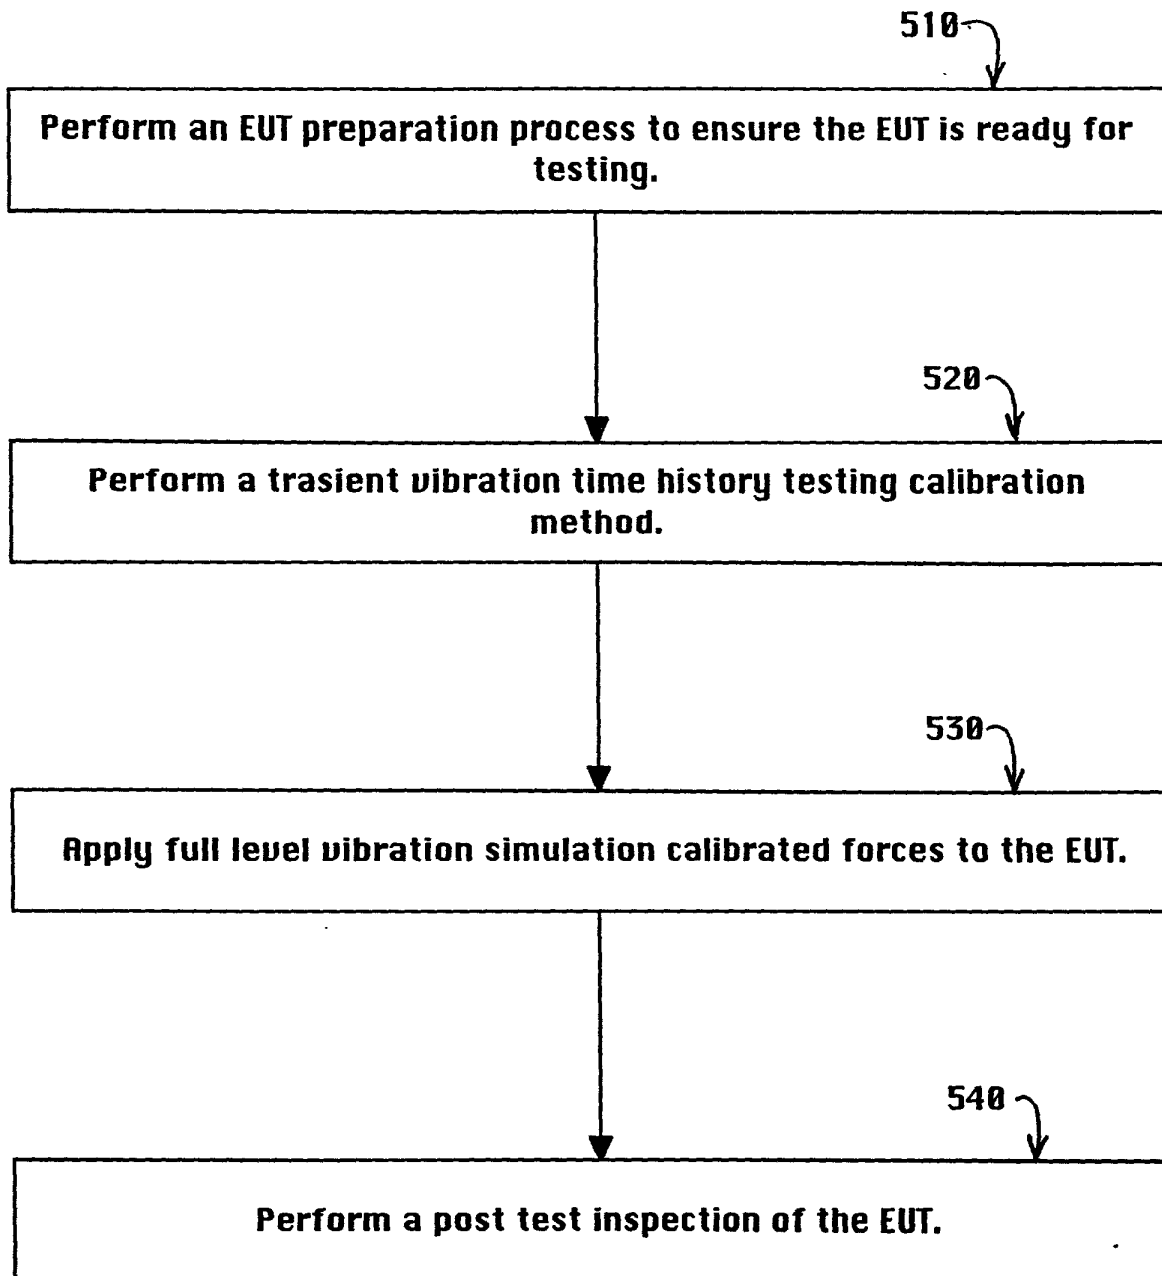 510
Perform an EUT preparation process to ensure the EUT is ready for
testing.
520
Perform a trasient vibration time history testing calibration
method.
530
Apply full level vibration simulation calibrated forces to the EUT.
540
Perform a post test inspection of the EUT.